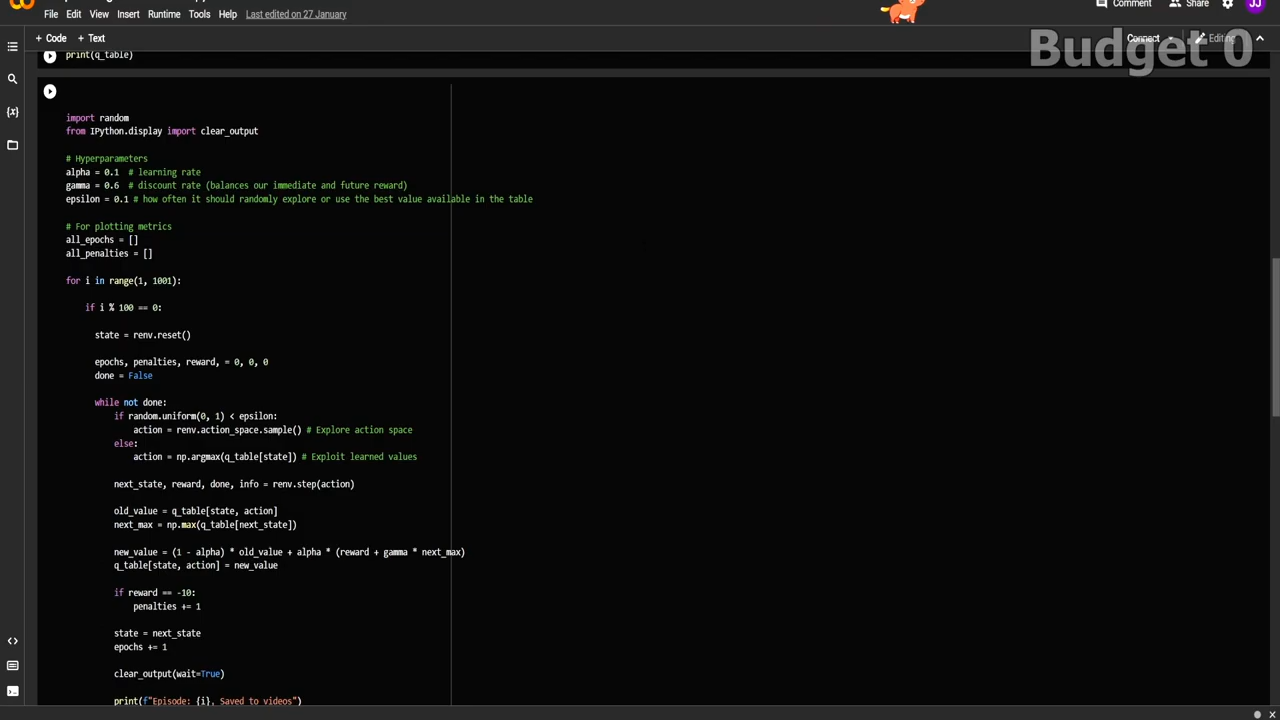 File Edit View Insert Runtime Tools Help Last edited on 27 January
Comment Share JJ
+ Code + Text
Connect Editing
Budget 0
print(q_table)
import random
from IPython.display import clear_output
# Hyperparameters
alpha = 0.1 # learning rate
gamma = 0.6 # discount rate (balances our immediate and future reward)
epsilon = 0.1 # how often it should randomly explore or use the best value available in the table
# For plotting metrics
all_epochs = []
all_penalties = []
for i in range(1, 1001):
if i % 100 == 0:
state = renv.reset()
epochs, penalties, reward, = 0, 0, 0
done = False
while not done:
if random.uniform(0, 1) < epsilon:
action = renv.action_space.sample() # Explore action space
else:
action = np.argmax(q_table[state]) # Exploit learned values
next_state, reward, done, info = renv.step(action)
old_value = q_table[state, action]
next_max = np.max(q_table[next_state])
new_value = (1 - alpha) * old_value + alpha * (reward + gamma * next_max)
q_table[state, action] = new_value
if reward == -10:
penalties += 1
state = next_state
epochs += 1
clear_output(wait=True)
print(f"Episode: {i}, Saved to videos")